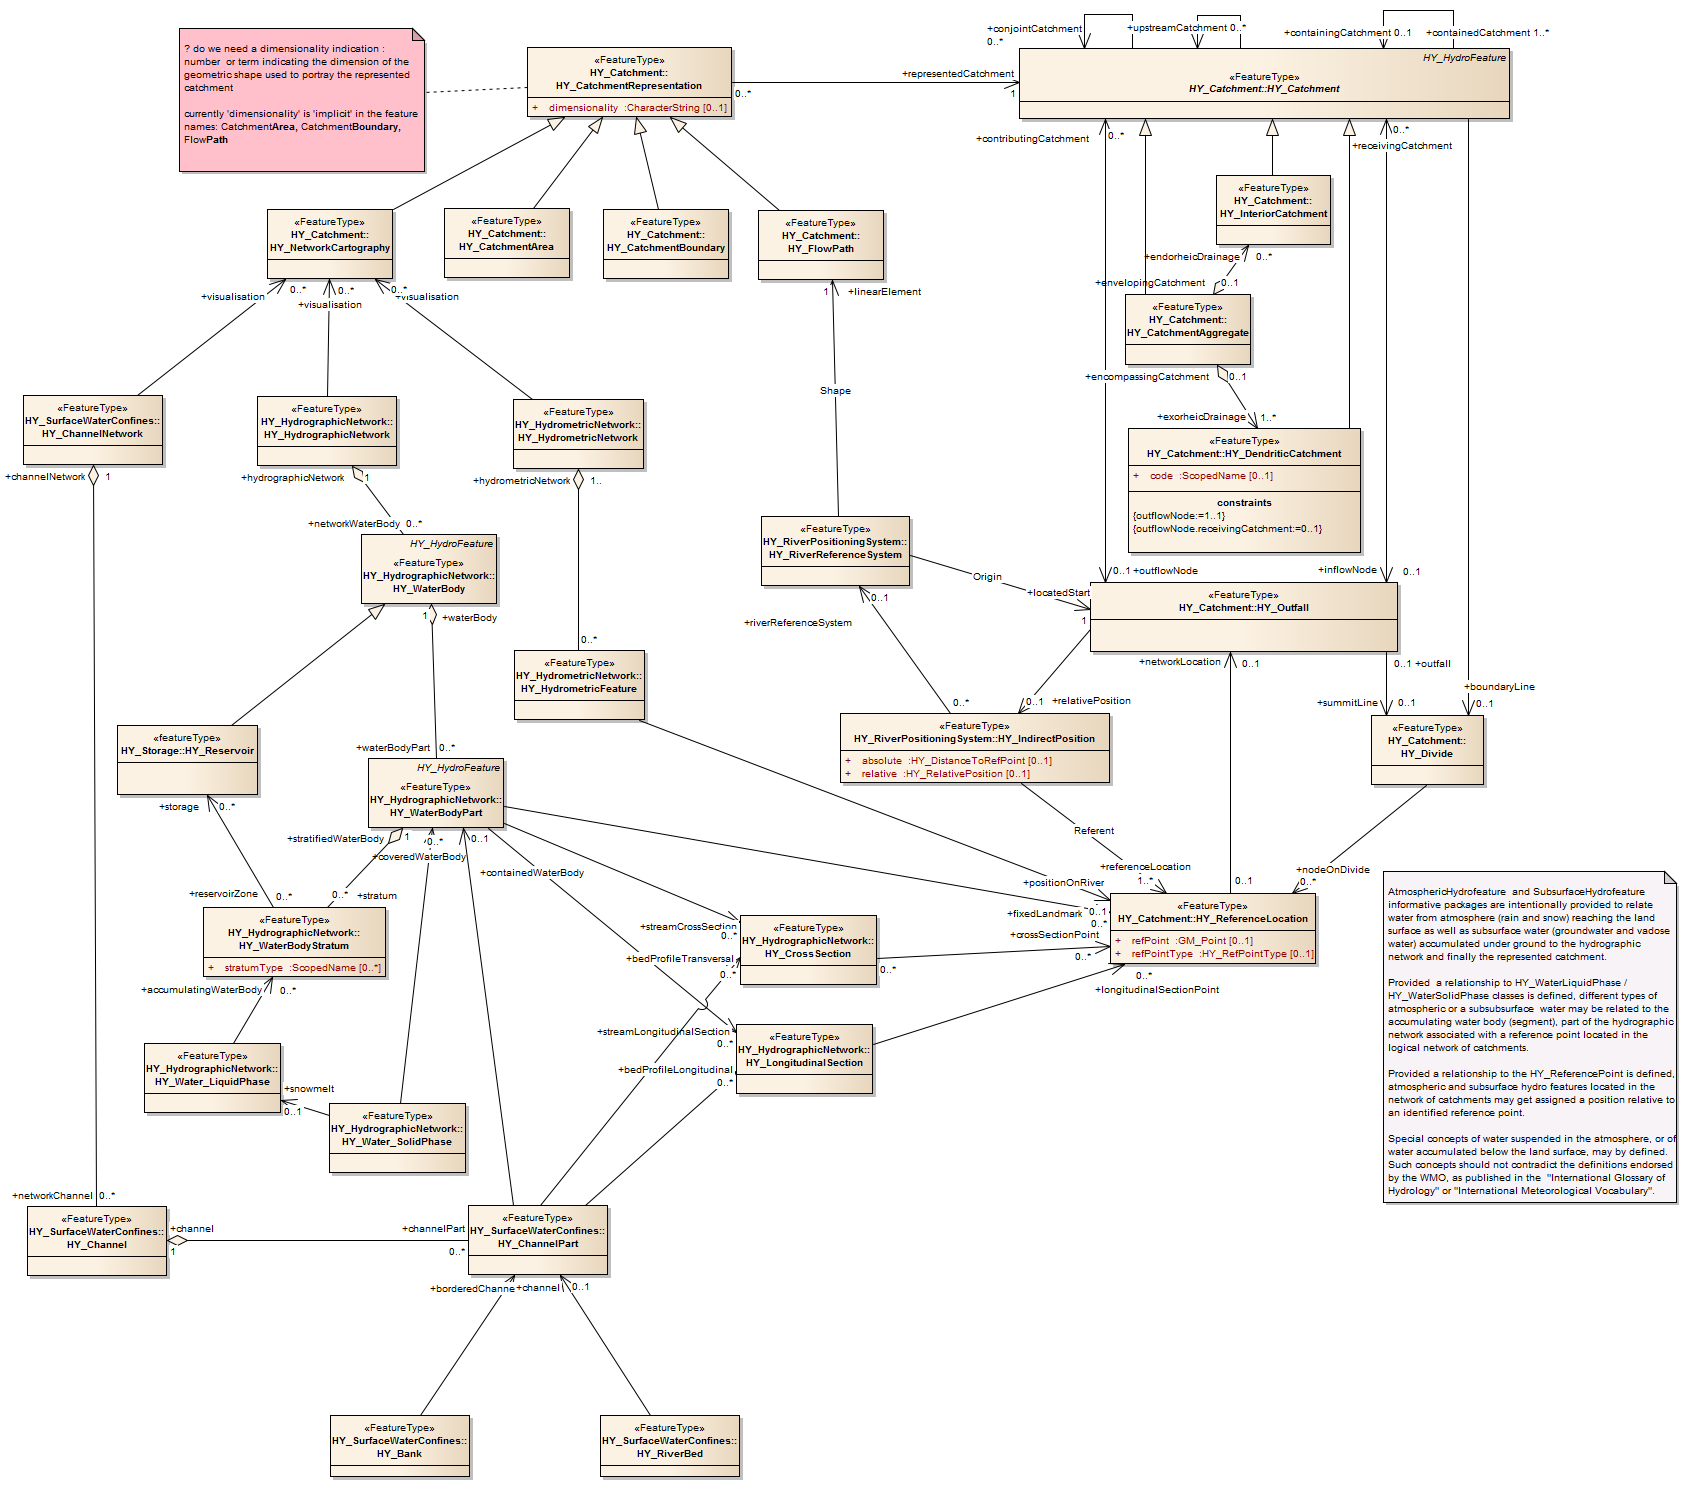 ? do we need a dimensionality indication :
number or term indicating the dimension of the
geometric shape used to portray the represented
catchment
currently 'dimensionality' is 'implicit' in the feature
names: CatchmentArea, CatchmentBoundary,
FlowPath
«FeatureType»
HY_Catchment::
HY_CatchmentRepresentation
+ dimensionality :CharacterString [0..1]
0..*
+representedCatchment
1
+conjointCatchment
0..*
+upstreamCatchment 0..*
+containingCatchment 0..1
+containedCatchment 1..*
HY_HydroFeature
«FeatureType»
HY_Catchment::HY_Catchment
+contributingCatchment
0..*
0..*
+receivingCatchment
«FeatureType»
HY_Catchment::
HY_InteriorCatchment
+endorheicDrainage
0..*
+envelopingCatchment
0..1
«FeatureType»
HY_Catchment::
HY_CatchmentAggregate
+encompassingCatchment
0..1
+exorheicDrainage
1..*
«FeatureType»
HY_Catchment::HY_DendriticCatchment
+ code :ScopedName [0..1]
constraints
{outflowNode:=1..1}
{outflowNode.receivingCatchment:=0..1}
«FeatureType»
HY_Catchment::
HY_NetworkCartography
«FeatureType»
HY_Catchment::
HY_CatchmentArea
«FeatureType»
HY_Catchment::
HY_CatchmentBoundary
«FeatureType»
HY_Catchment::
HY_FlowPath
+visualisation
0..*
+visualisation
0..*
+visualisation
0..*
1
+linearElement
Shape
«FeatureType»
HY_SurfaceWaterConfines::
HY_ChannelNetwork
«FeatureType»
HY_HydrographicNetwork::
HY_HydrographicNetwork
«FeatureType»
HY_HydrometricNetwork::
HY_HydrometricNetwork
+channelNetwork
1
+hydrographicNetwork
1
+hydrometricNetwork
1..
+networkWaterBody 0..*
HY_HydroFeature
«FeatureType»
HY_HydrographicNetwork::
HY_WaterBody
1
+waterBody
«FeatureType»
HY_RiverPositioningSystem::
HY_RiverReferenceSystem
Origin
+locatedStart
1
0..1
+riverReferenceSystem
0..1 +outflowNode
+inflowNode
0..1
«FeatureType»
HY_Catchment::HY_Outfall
+networkLocation
0..1
0..1 +outfall
0..*
«FeatureType»
HY_HydrometricNetwork::
HY_HydrometricFeature
0..*
0..1
+relativePosition
+summitLine
0..1
+boundaryLine
0..1
«FeatureType»
HY_RiverPositioningSystem::HY_IndirectPosition
+ absolute :HY_DistanceToRefPoint [0..1]
+ relative :HY_RelativePosition [0..1]
«FeatureType»
HY_Catchment::
HY_Divide
«featureType»
HY_Storage::HY_Reservoir
+waterBodyPart
0..*
HY_HydroFeature
«FeatureType»
HY_HydrographicNetwork::
HY_WaterBodyPart
+storage
0..*
+stratifiedWaterBody
1
0..*
0..1
+coveredWaterBody
+containedWaterBody
Referent
+referenceLocation
1..*
+nodeOnDivide
0..*
+reservoirZone
0..*
0..*
+stratum
0..1
+positionOnRiver
+fixedLandmark
0..1
0..*
+crossSectionPoint
0..*
«FeatureType»
HY_Catchment::HY_ReferenceLocation
+ refPoint :GM_Point [0..1]
+ refPointType :HY_RefPointType [0..1]
0..*
+longitudinalSectionPoint
«FeatureType»
HY_HydrographicNetwork::
HY_WaterBodyStratum
+ stratumType :ScopedName [0..*]
+accumulatingWaterBody
0..*
+streamCrossSection
0..*
+bedProfileTransversal
0..*
«FeatureType»
HY_HydrographicNetwork::
HY_CrossSection
0..*
+streamLongitudinalSection
0..*
+bedProfileLongitudinal
0..*
«FeatureType»
HY_HydrographicNetwork::
HY_LongitudinalSection
«FeatureType»
HY_HydrographicNetwork::
HY_Water_LiquidPhase
+snowmelt
0..1
«FeatureType»
HY_HydrographicNetwork::
HY_Water_SolidPhase
AtmosphericHydrofeature and SubsurfaceHydrofeature
informative packages are intentionally provided to relate
water from atmosphere (rain and snow) reaching the land
surface as well as subsurface water (groundwater and vadose
water) accumulated under ground to the hydrographic
network and finally the represented catchment.
Provided a relationship to HY_WaterLiquidPhase /
HY_WaterSolidPhase classes is defined, different types of
atmospheric or a subsubsurface water may be related to the
accumulating water body (segment), part of the hydrographic
network associated with a reference point located in the
logical network of catchments.
Provided a relationship to the HY_ReferencePoint is defined,
atmospheric and subsurface hydro features located in the
network of catchments may get assigned a position relative to
an identified reference point.
Special concepts of water suspended in the atmosphere, or of
water accumulated below the land surface, may by defined.
Such concepts should not contradict the definitions endorsed
by the WMO, as published in the "International Glossary of
Hydrology" or "International Meteorological Vocabulary".
+networkChannel 0..*
«FeatureType»
HY_SurfaceWaterConfines::
HY_Channel
+channel
1
+channelPart
0..*
«FeatureType»
HY_SurfaceWaterConfines::
HY_ChannelPart
+borderedChanne
+channel
0..1
«FeatureType»
HY_SurfaceWaterConfines::
HY_Bank
«FeatureType»
HY_SurfaceWaterConfines::
HY_RiverBed